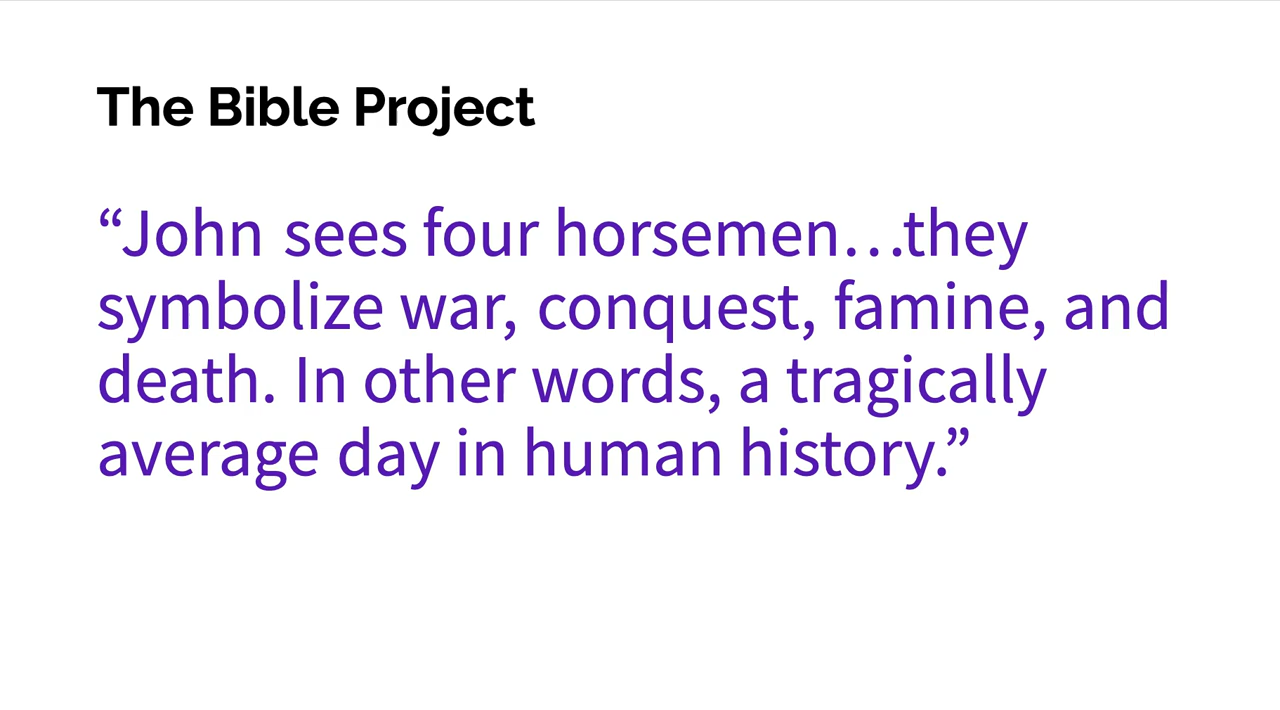 The Bible Project
“John sees four horsemen…they
symbolize war, conquest, famine, and
death. In other words, a tragically
average day in human history.”